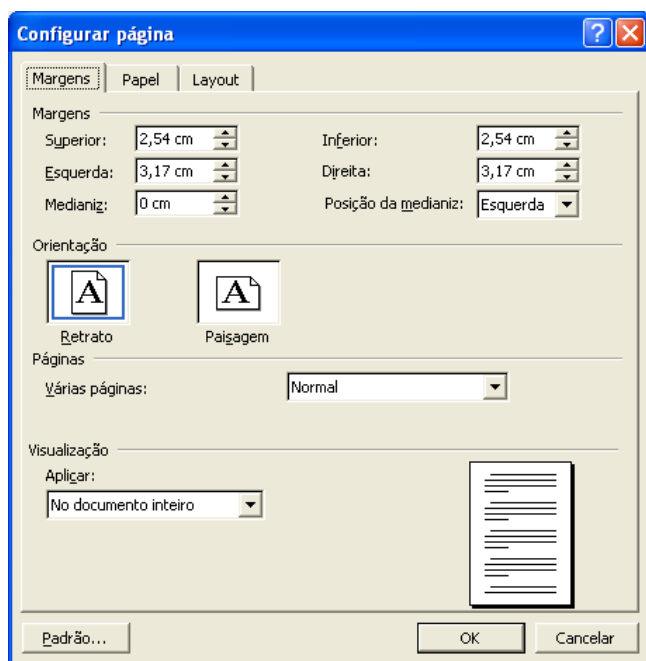 Configurar página
Margens Papel Layout
Margens
Superior: 2,54 cm Inferior: 2,54 cm
Esquerda: 3,17 cm Direita: 3,17 cm
Medianiz: 0 cm Posição da medianiz: Esquerda
Orientação
A A
Retrato Paisagem
Páginas
Várias páginas: Normal
Visualização
Aplicar:
No documento inteiro
Padrão... OK Cancelar